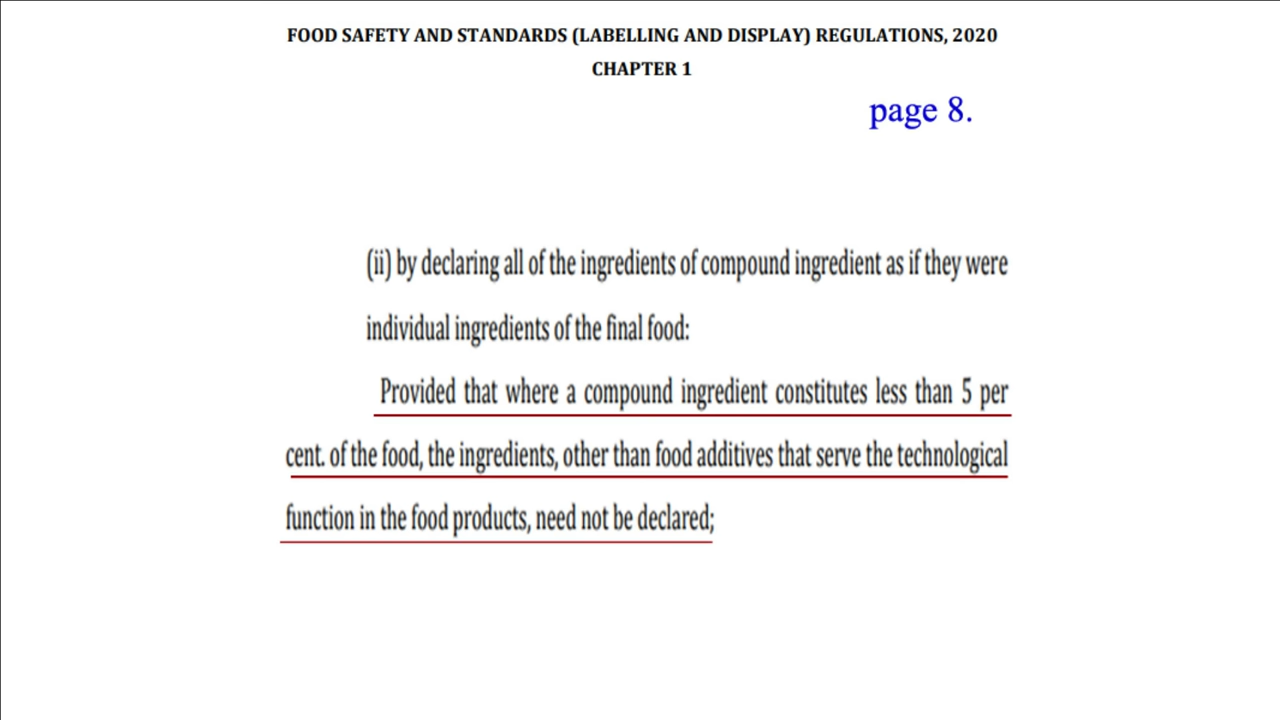 FOOD SAFETY AND STANDARDS (LABELLING AND DISPLAY) REGULATIONS, 2020
CHAPTER 1
page 8.
(ii) by declaring all of the ingredients of compound ingredient as if they were
individual ingredients of the final food:
Provided that where a compound ingredient constitutes less than 5 per
cent. of the food, the ingredients, other than food additives that serve the technological
function in the food products, need not be declared;